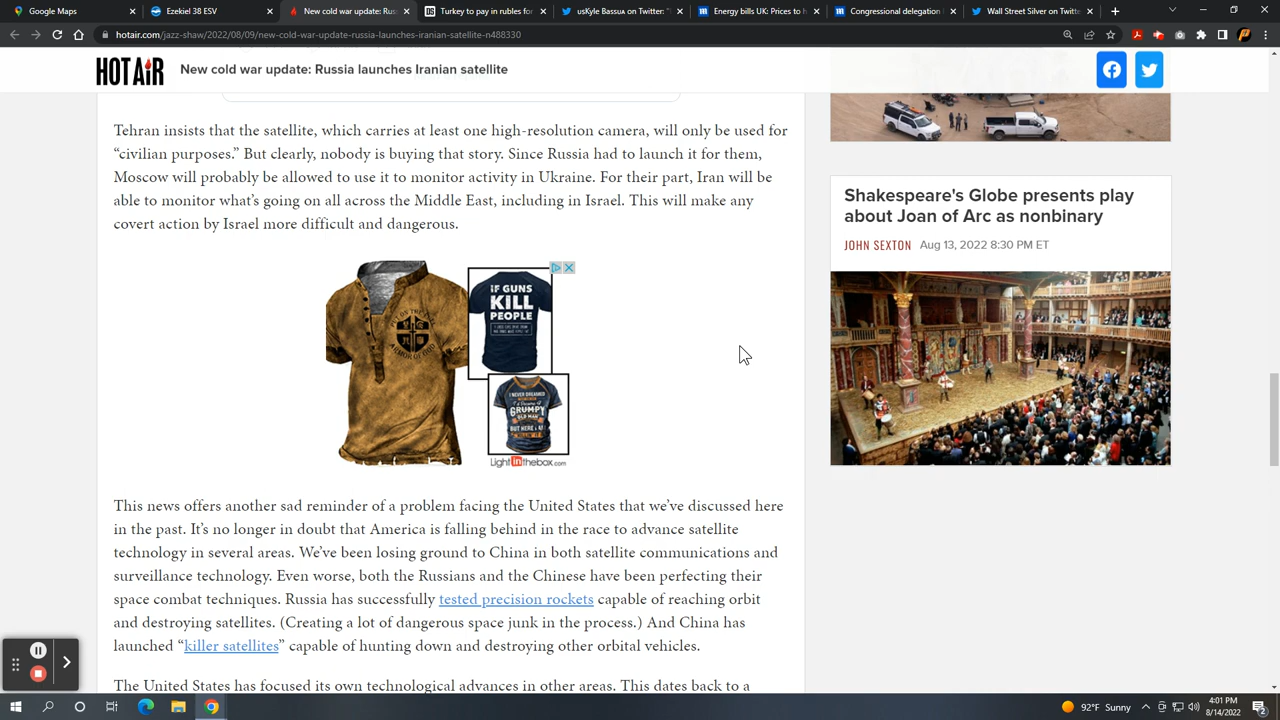 Google Maps
Ezekiel 38 ESV
New cold war update: Rus
Turkey to pay in rubles for
usKyle Bassua on Twitter: "
Energy bills UK: Prices to h
Congressional delegation
Wall Street Silver on Twitte
hotair.com/jazz-shaw/2022/08/09/new-cold-war-update-russia-launches-iranian-satellite-n488330
HOT AIR
New cold war update: Russia launches Iranian satellite
Tehran insists that the satellite, which carries at least one high-resolution camera, will only be used for
“civilian purposes.” But clearly, nobody is buying that story. Since Russia had to launch it for them,
Moscow will probably be allowed to use it to monitor activity in Ukraine. For their part, Iran will be
able to monitor what’s going on all across the Middle East, including in Israel. This will make any
covert action by Israel more difficult and dangerous.
IF GUNS
KILL
PEOPLE
ARMOR OF GOD
I NEVER DREAMED
GRUMPY
OLD MAN
BUT HERE I AM
Lightinthebox.com
This news offers another sad reminder of a problem facing the United States that we’ve discussed here
in the past. It’s no longer in doubt that America is falling behind in the race to advance satellite
technology in several areas. We’ve been losing ground to China in both satellite communications and
surveillance technology. Even worse, both the Russians and the Chinese have been perfecting their
space combat techniques. Russia has successfully tested precision rockets capable of reaching orbit
and destroying satellites. (Creating a lot of dangerous space junk in the process.) And China has
launched “killer satellites” capable of hunting down and destroying other orbital vehicles.
The United States has focused its own technological advances in other areas. This dates back to a
Shakespeare's Globe presents play
about Joan of Arc as nonbinary
JOHN SEXTON Aug 13, 2022 8:30 PM ET
92°F Sunny
4:01 PM
8/14/2022
2